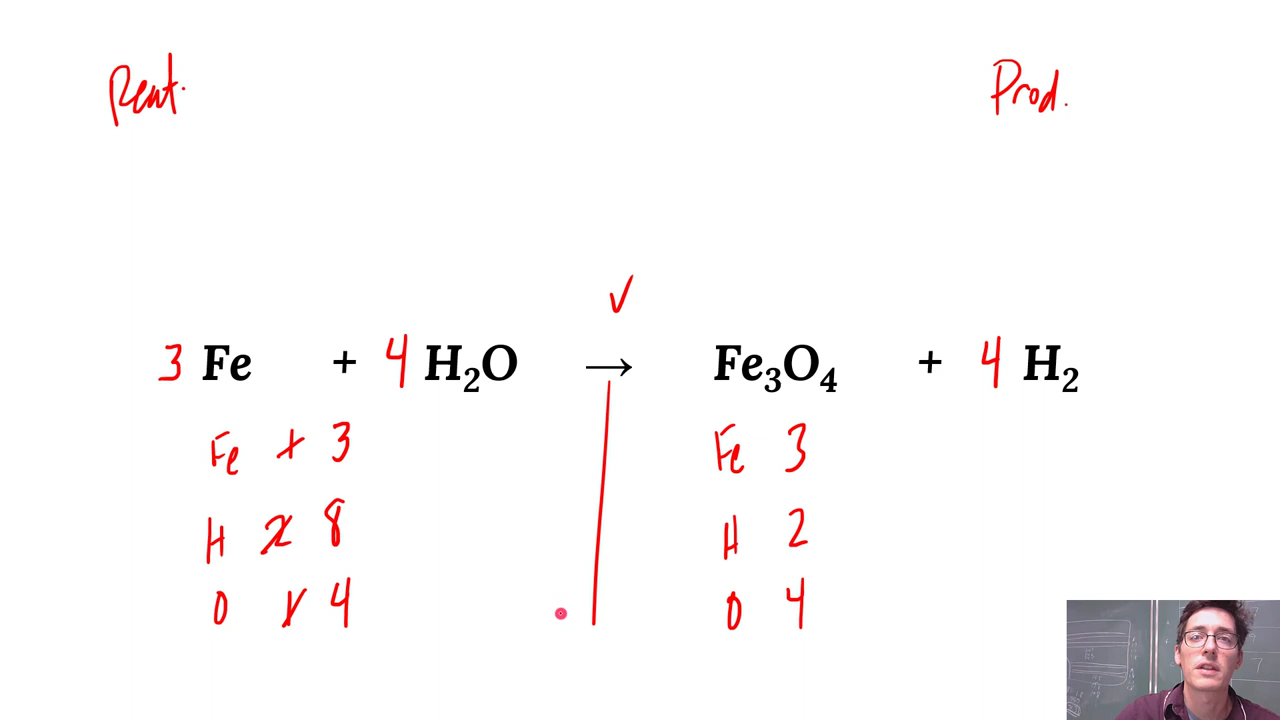 React. Prod.
✓
3 Fe + 4 H₂O → Fe₃O₄ + 4 H₂
Fe 1 3 Fe 3
H 2 8 H 2
O 1 4 O 4